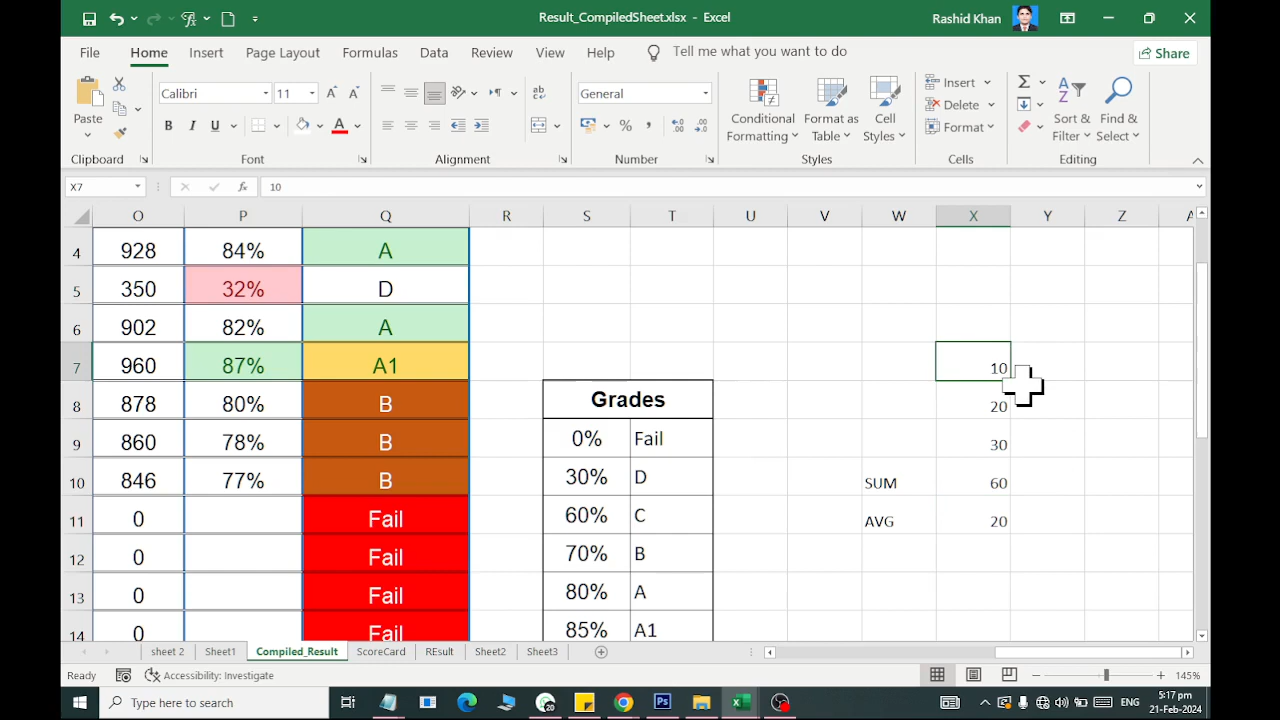 Result_CompiledSheet.xlsx - Excel
Rashid Khan
File Home Insert Page Layout Formulas Data Review View Help Tell me what you want to do Share
Paste
Clipboard
Calibri 11
B I U
Font
ab
Alignment
General
% ,
Number
Conditional Formatting
Format as Table
Cell Styles
Styles
Insert
Delete
Format
Cells
Sort & Filter
Find & Select
Editing
X7 fx 10
O P Q R S T U V W X Y Z A
4 928 84% A
5 350 32% D
6 902 82% A
7 960 87% A1 10
8 878 80% B Grades 20
9 860 78% B 0% Fail 30
10 846 77% B 30% D SUM 60
11 0 Fail 60% C AVG 20
12 0 Fail 70% B
13 0 Fail 80% A
14 0 Fail 85% A1
sheet 2 Sheet1 Compiled_Result ScoreCard REsult Sheet2 Sheet3
Ready Accessibility: Investigate 145%
Type here to search
28
ENG
5:17 pm
21-Feb-2024